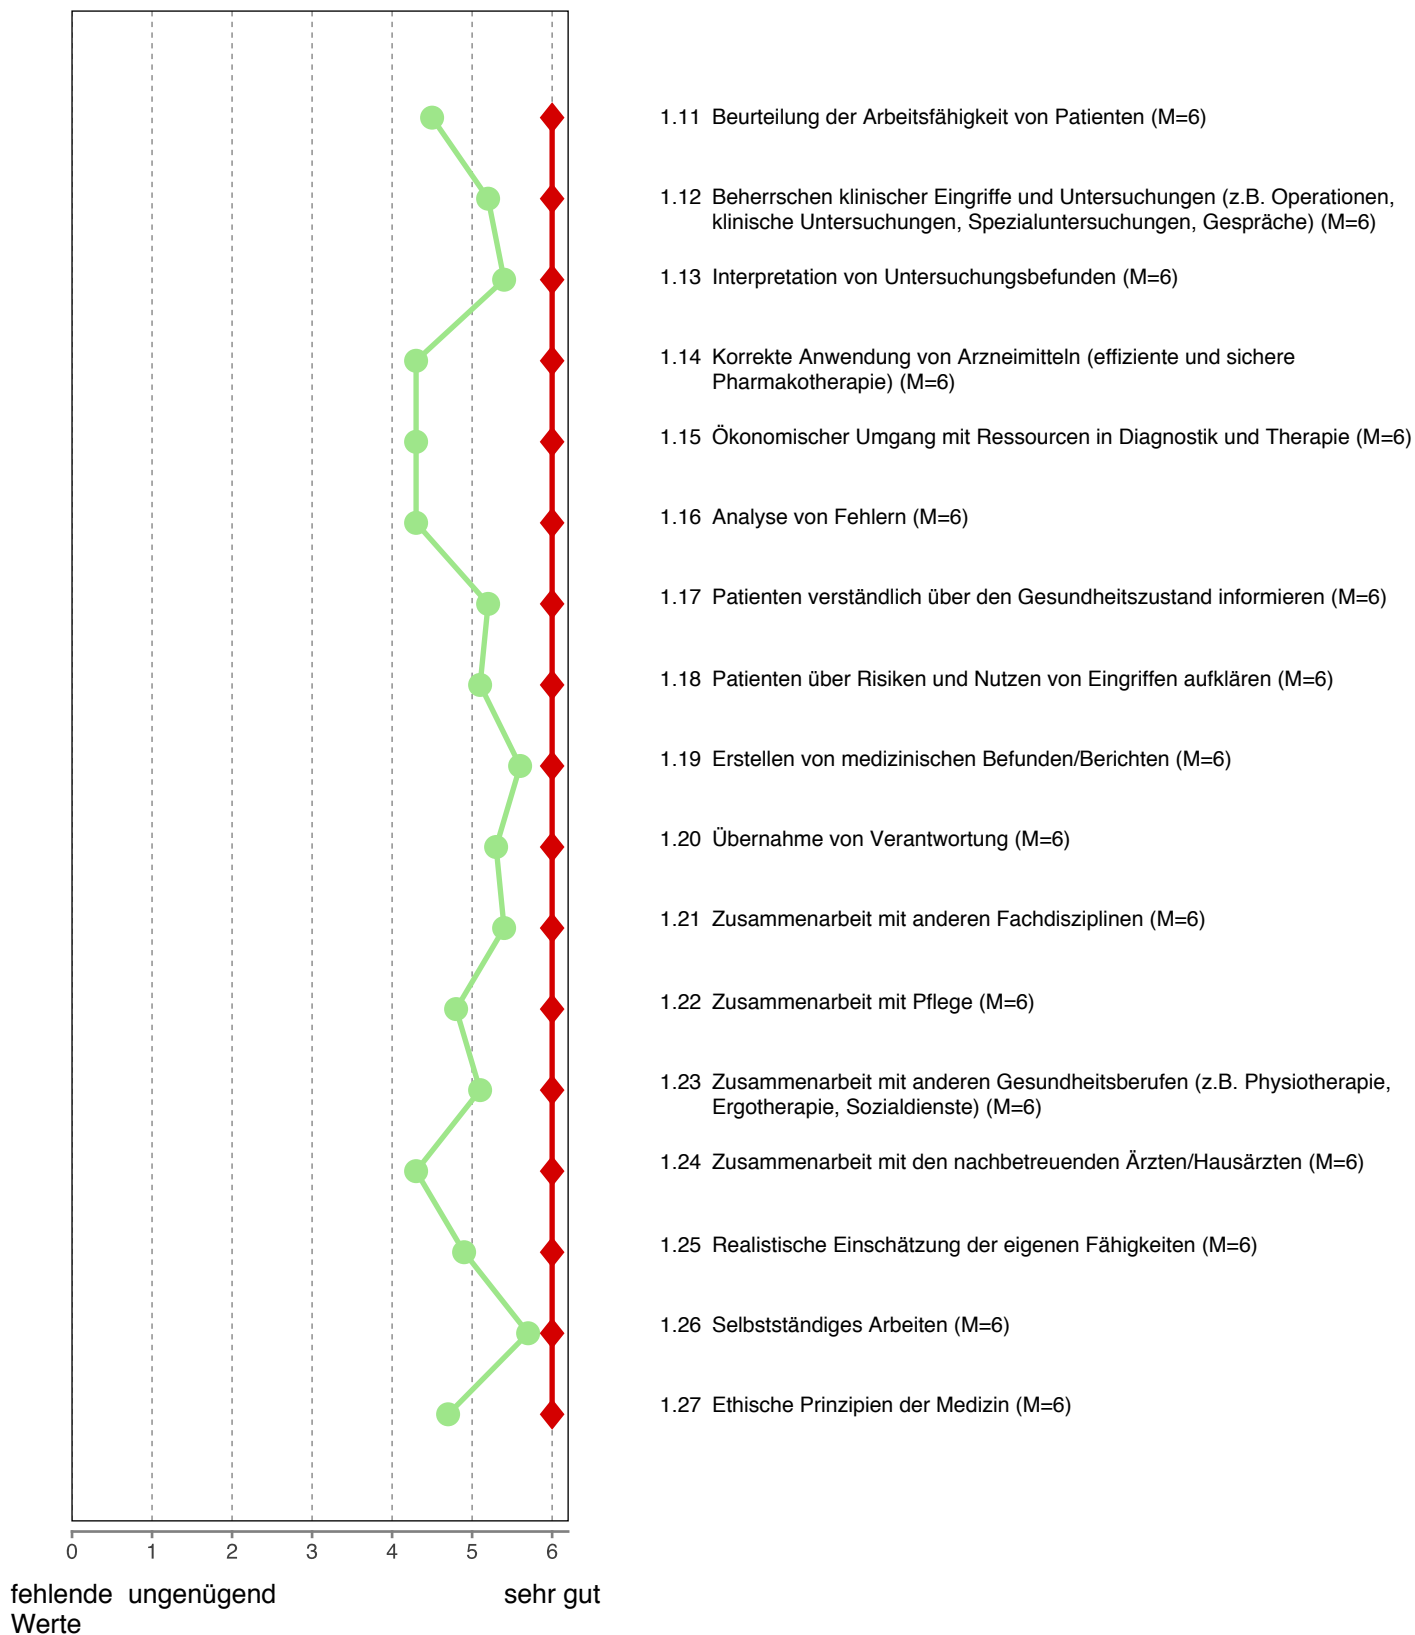 1.11 Beurteilung der Arbeitsfähigkeit von Patienten (M=6)
1.12 Beherrschen klinischer Eingriffe und Untersuchungen (z.B. Operationen,
klinische Untersuchungen, Spezialuntersuchungen, Gespräche) (M=6)
1.13 Interpretation von Untersuchungsbefunden (M=6)
1.14 Korrekte Anwendung von Arzneimitteln (effiziente und sichere
Pharmakotherapie) (M=6)
1.15 Ökonomischer Umgang mit Ressourcen in Diagnostik und Therapie (M=6)
1.16 Analyse von Fehlern (M=6)
1.17 Patienten verständlich über den Gesundheitszustand informieren (M=6)
1.18 Patienten über Risiken und Nutzen von Eingriffen aufklären (M=6)
1.19 Erstellen von medizinischen Befunden/Berichten (M=6)
1.20 Übernahme von Verantwortung (M=6)
1.21 Zusammenarbeit mit anderen Fachdisziplinen (M=6)
1.22 Zusammenarbeit mit Pflege (M=6)
1.23 Zusammenarbeit mit anderen Gesundheitsberufen (z.B. Physiotherapie,
Ergotherapie, Sozialdienste) (M=6)
1.24 Zusammenarbeit mit den nachbetreuenden Ärzten/Hausärzten (M=6)
1.25 Realistische Einschätzung der eigenen Fähigkeiten (M=6)
1.26 Selbstständiges Arbeiten (M=6)
1.27 Ethische Prinzipien der Medizin (M=6)
0 1 2 3 4 5 6
fehlende ungenügend sehr gut
Werte